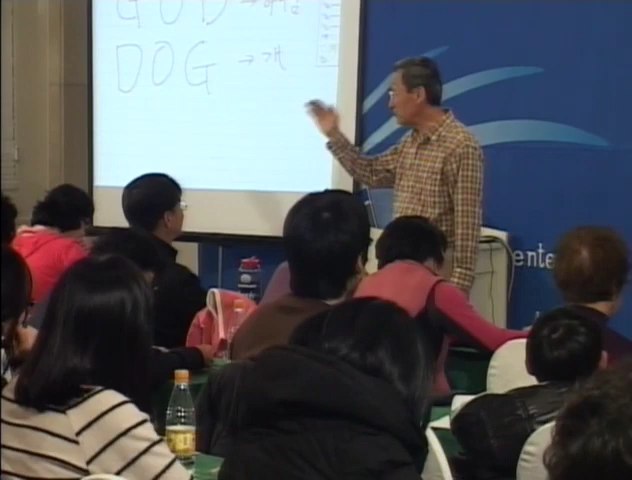 GOD →
DOG → 개
ente